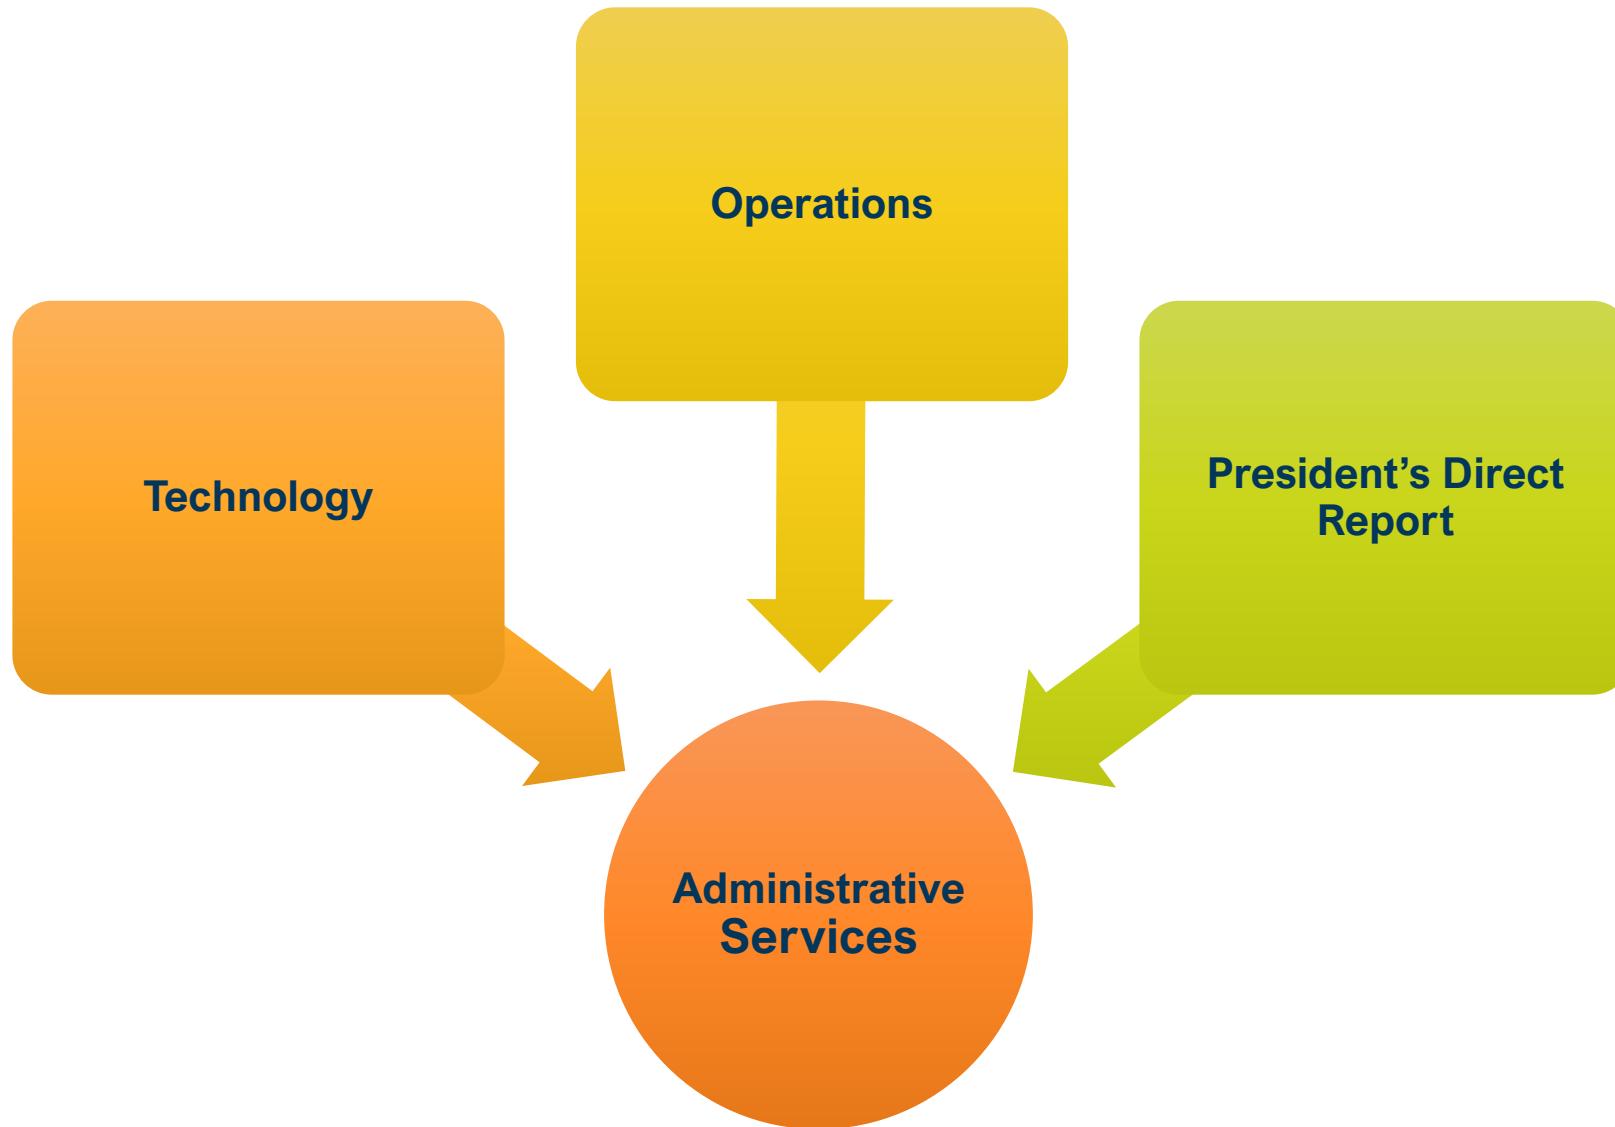 Operations
Technology
President’s Direct
Report
Administrative
Services